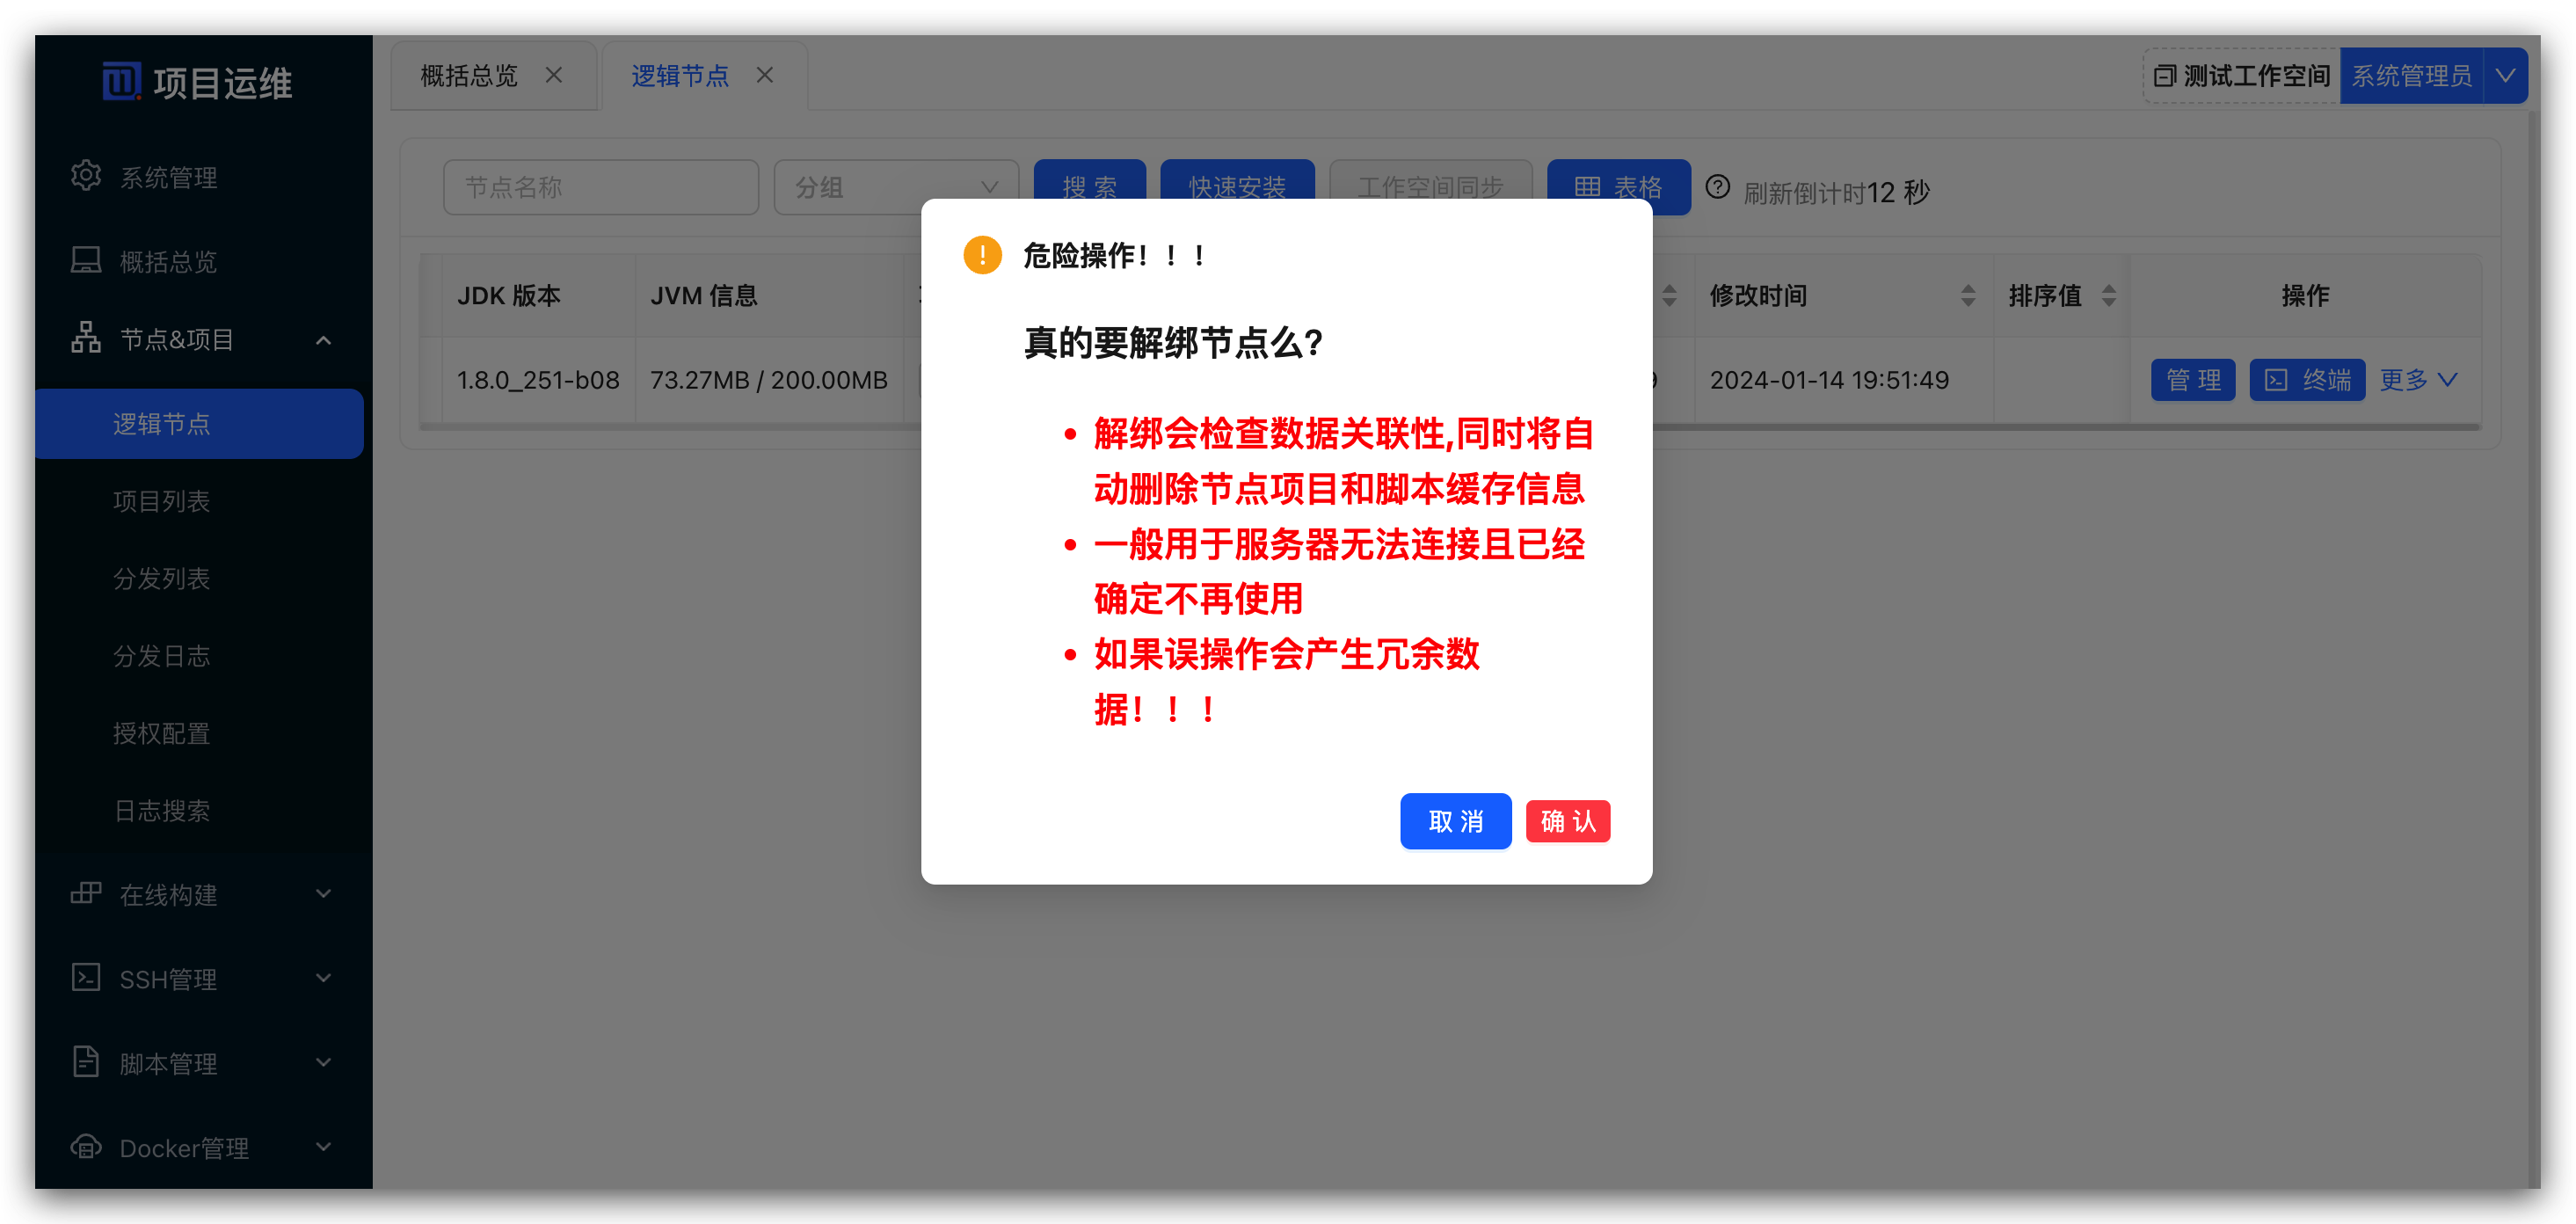 项目运维
概括总览
逻辑节点
测试工作空间
系统管理员
系统管理
概括总览
节点&项目
逻辑节点
项目列表
分发列表
分发日志
授权配置
日志搜索
在线构建
SSH管理
脚本管理
Docker管理
节点名称
分组
搜 索
快速安装
工作空间同步
表格
刷新倒计时12 秒
JDK 版本
JVM 信息
修改时间
排序值
操作
1.8.0_251-b08
73.27MB / 200.00MB
2024-01-14 19:51:49
管 理
终端
更多
危险操作！！！
真的要解绑节点么?
解绑会检查数据关联性,同时将自
动删除节点项目和脚本缓存信息
一般用于服务器无法连接且已经
确定不再使用
如果误操作会产生冗余数
据！！！
取 消
确 认